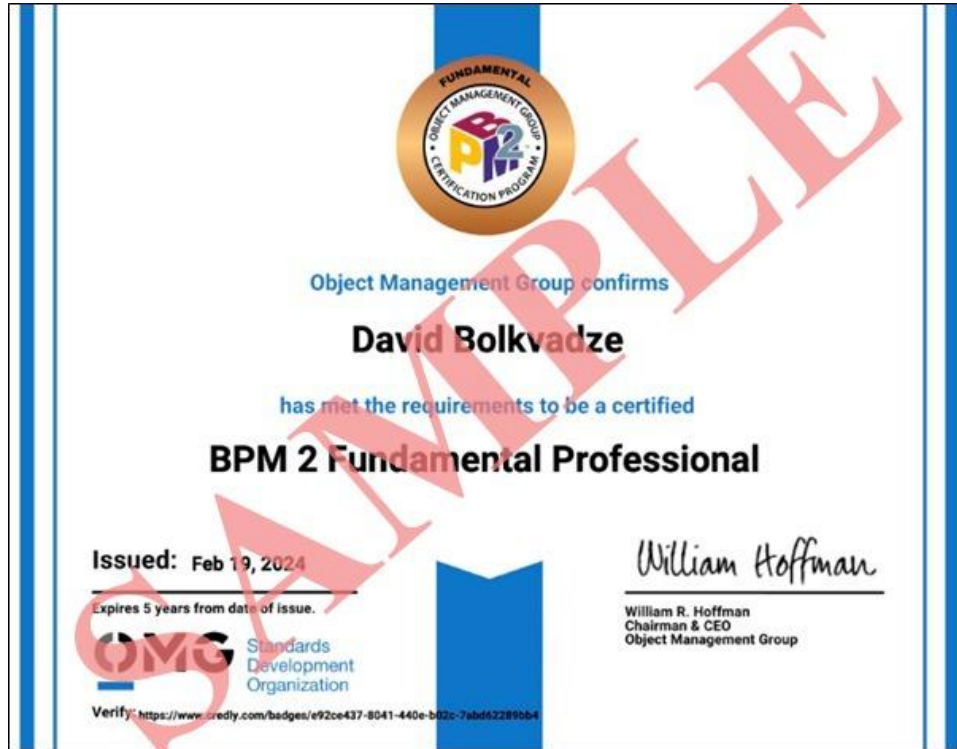 FUNDAMENTAL
OBJECT MANAGEMENT GROUP
BPM2
CERTIFICATION PROGRAM
Object Management Group confirms
David Bolkvadze
has met the requirements to be a certified
BPM 2 Fundamental Professional
SAMPLE
Issued: Feb 19, 2024
Expires 5 years from date of issue.
William Hoffman
William R. Hoffman
Chairman & CEO
Object Management Group
OMG Standards
Development
Organization
Verify: https://www.credly.com/badges/e92ce437-8041-440e-b02c-7abd62289bb4